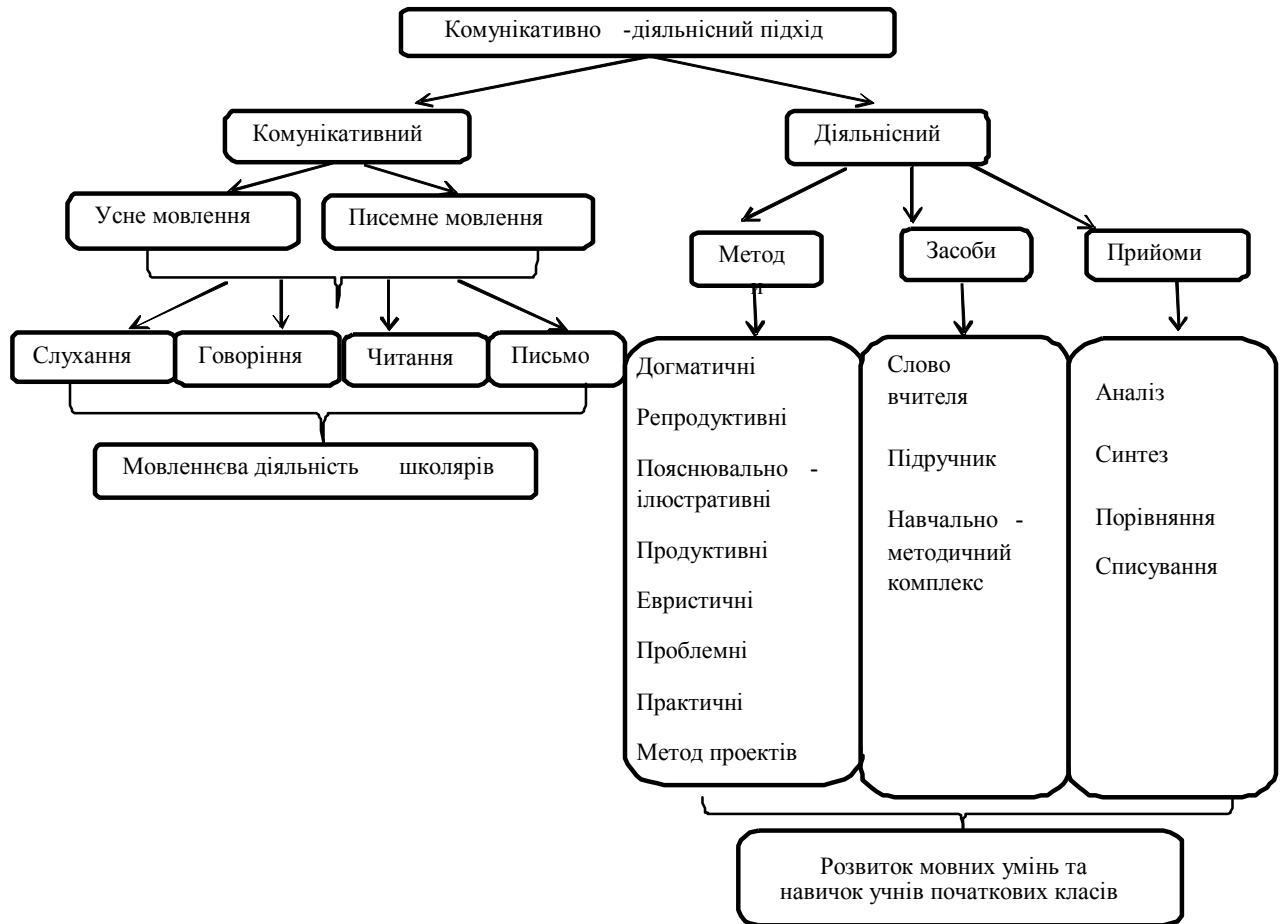 Комунікативно -діяльнісний підхід
Комунікативний
Діяльнісний
Усне мовлення
Писемне мовлення
Метод
и
Засоби
Прийоми
Слухання
Говоріння
Читання
Письмо
Мовленнєва діяльність школярів
Догматичні
Репродуктивні
Пояснювально -
ілюстративні
Продуктивні
Евристичні
Проблемні
Практичні
Метод проектів
Слово
вчителя
Підручник
Навчально -
методичний
комплекс
Аналіз
Синтез
Порівняння
Списування
Розвиток мовних умінь та
навичок учнів початкових класів